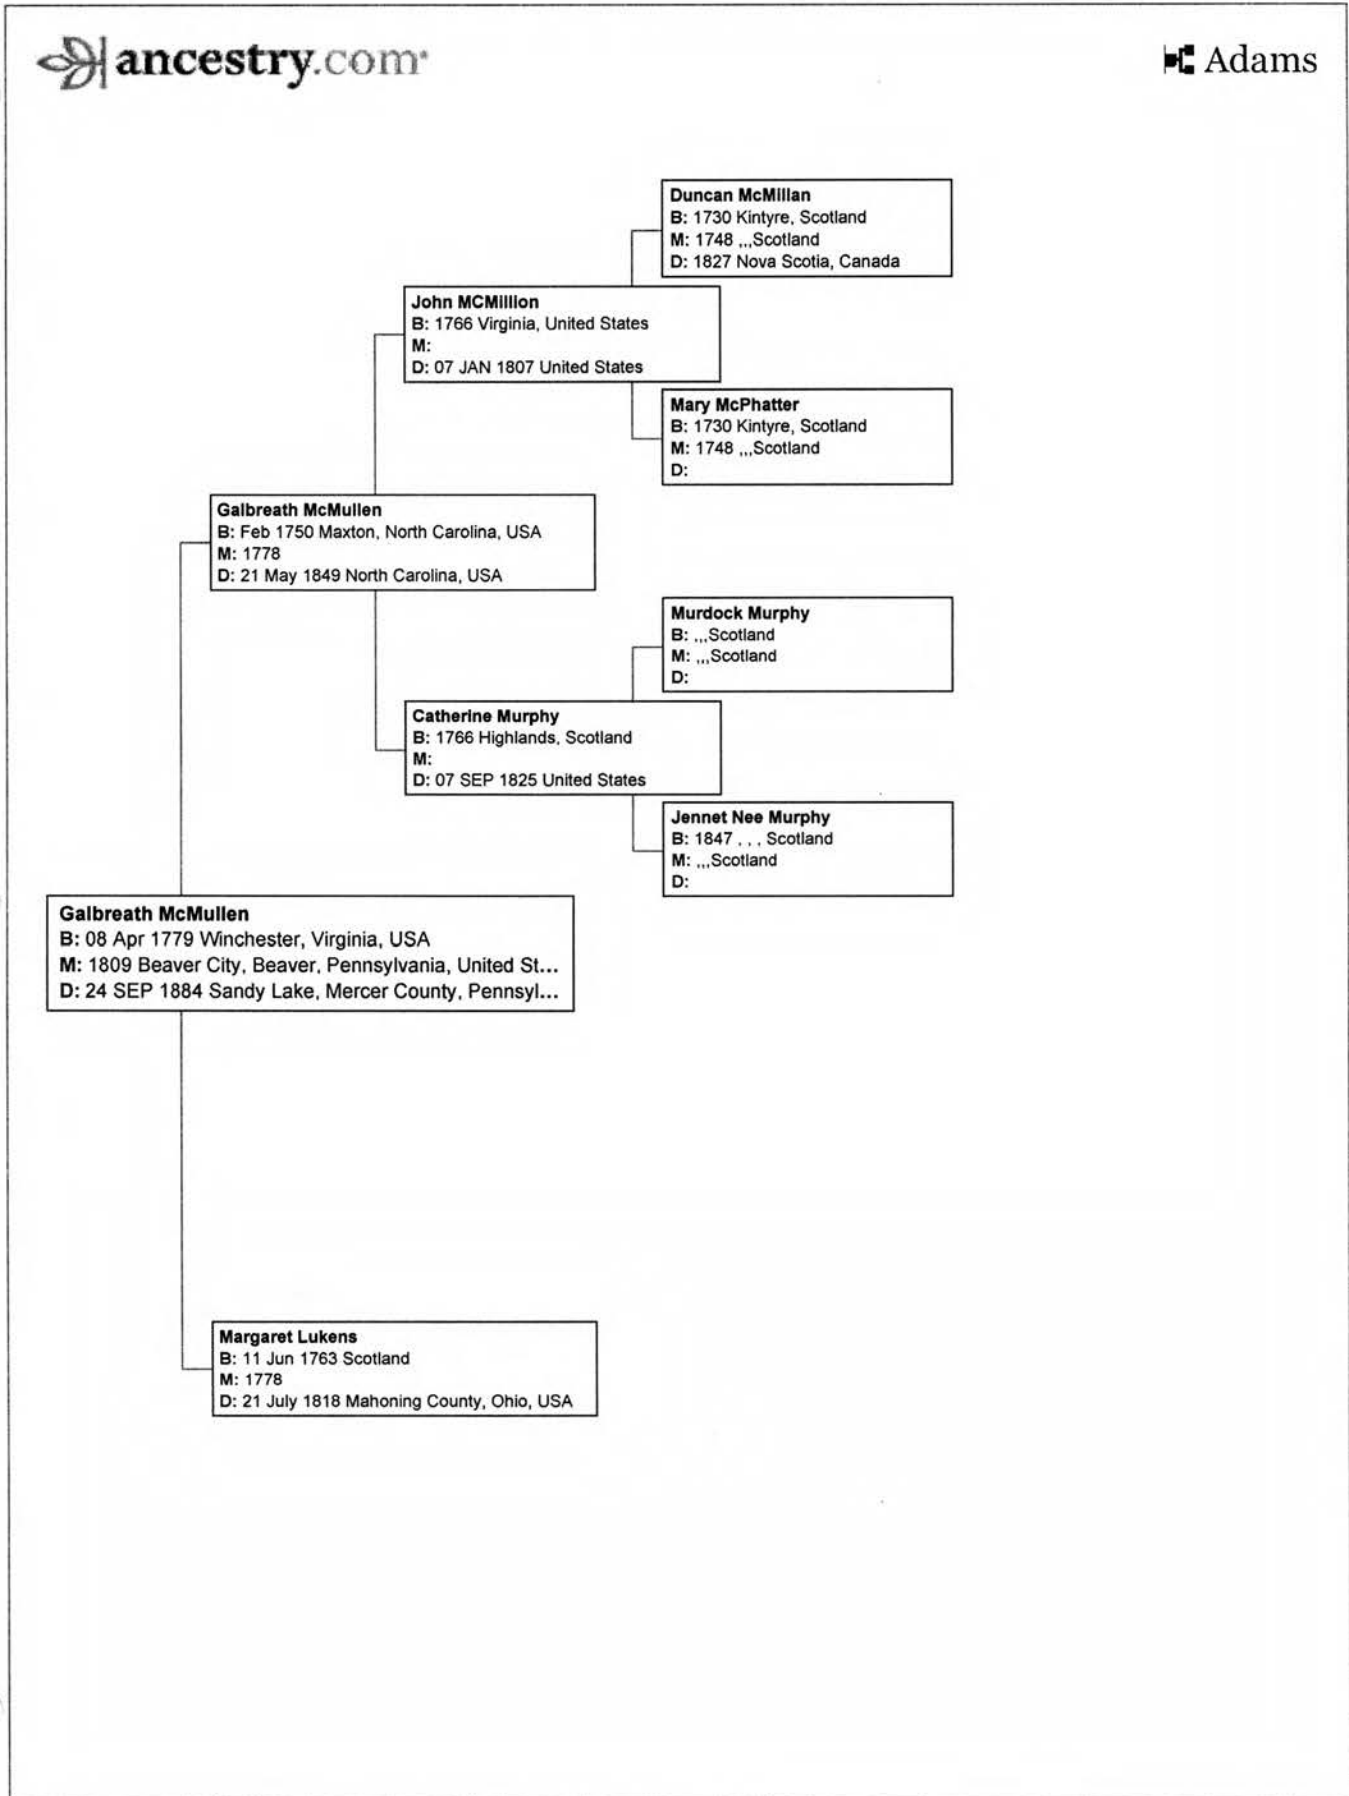 ancestry.com
Adams
Duncan McMillan
B: 1730 Kintyre, Scotland
M: 1748 ,,,Scotland
D: 1827 Nova Scotia, Canada
John MCMillion
B: 1766 Virginia, United States
M:
D: 07 JAN 1807 United States
Mary McPhatter
B: 1730 Kintyre, Scotland
M: 1748 ,,,Scotland
D:
Galbreath McMullen
B: Feb 1750 Maxton, North Carolina, USA
M: 1778
D: 21 May 1849 North Carolina, USA
Murdock Murphy
B: ,,,Scotland
M: ,,,Scotland
D:
Catherine Murphy
B: 1766 Highlands, Scotland
M:
D: 07 SEP 1825 United States
Jennet Nee Murphy
B: 1847 , , , Scotland
M: ,,,Scotland
D:
Galbreath McMullen
B: 08 Apr 1779 Winchester, Virginia, USA
M: 1809 Beaver City, Beaver, Pennsylvania, United St...
D: 24 SEP 1884 Sandy Lake, Mercer County, Pennsyl...
Margaret Lukens
B: 11 Jun 1763 Scotland
M: 1778
D: 21 July 1818 Mahoning County, Ohio, USA